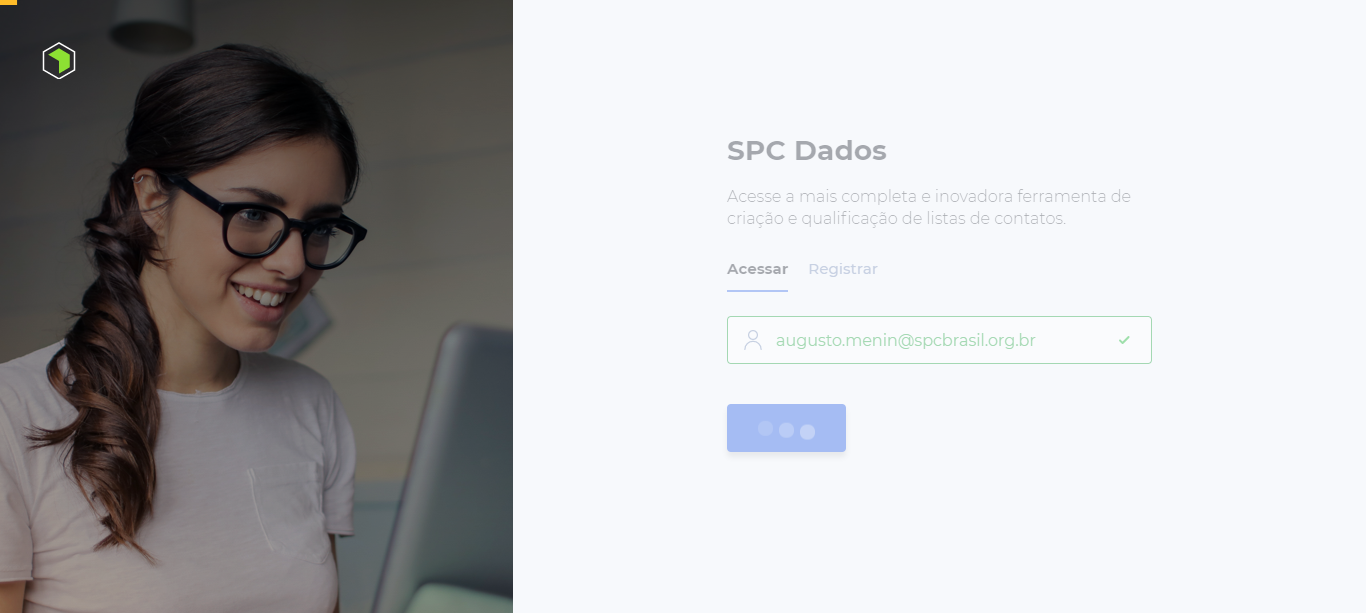 SPC Dados
Acesse a mais completa e inovadora ferramenta de
criação e qualificação de listas de contatos.
Acessar Registrar
augusto.menin@spcbrasil.org.br